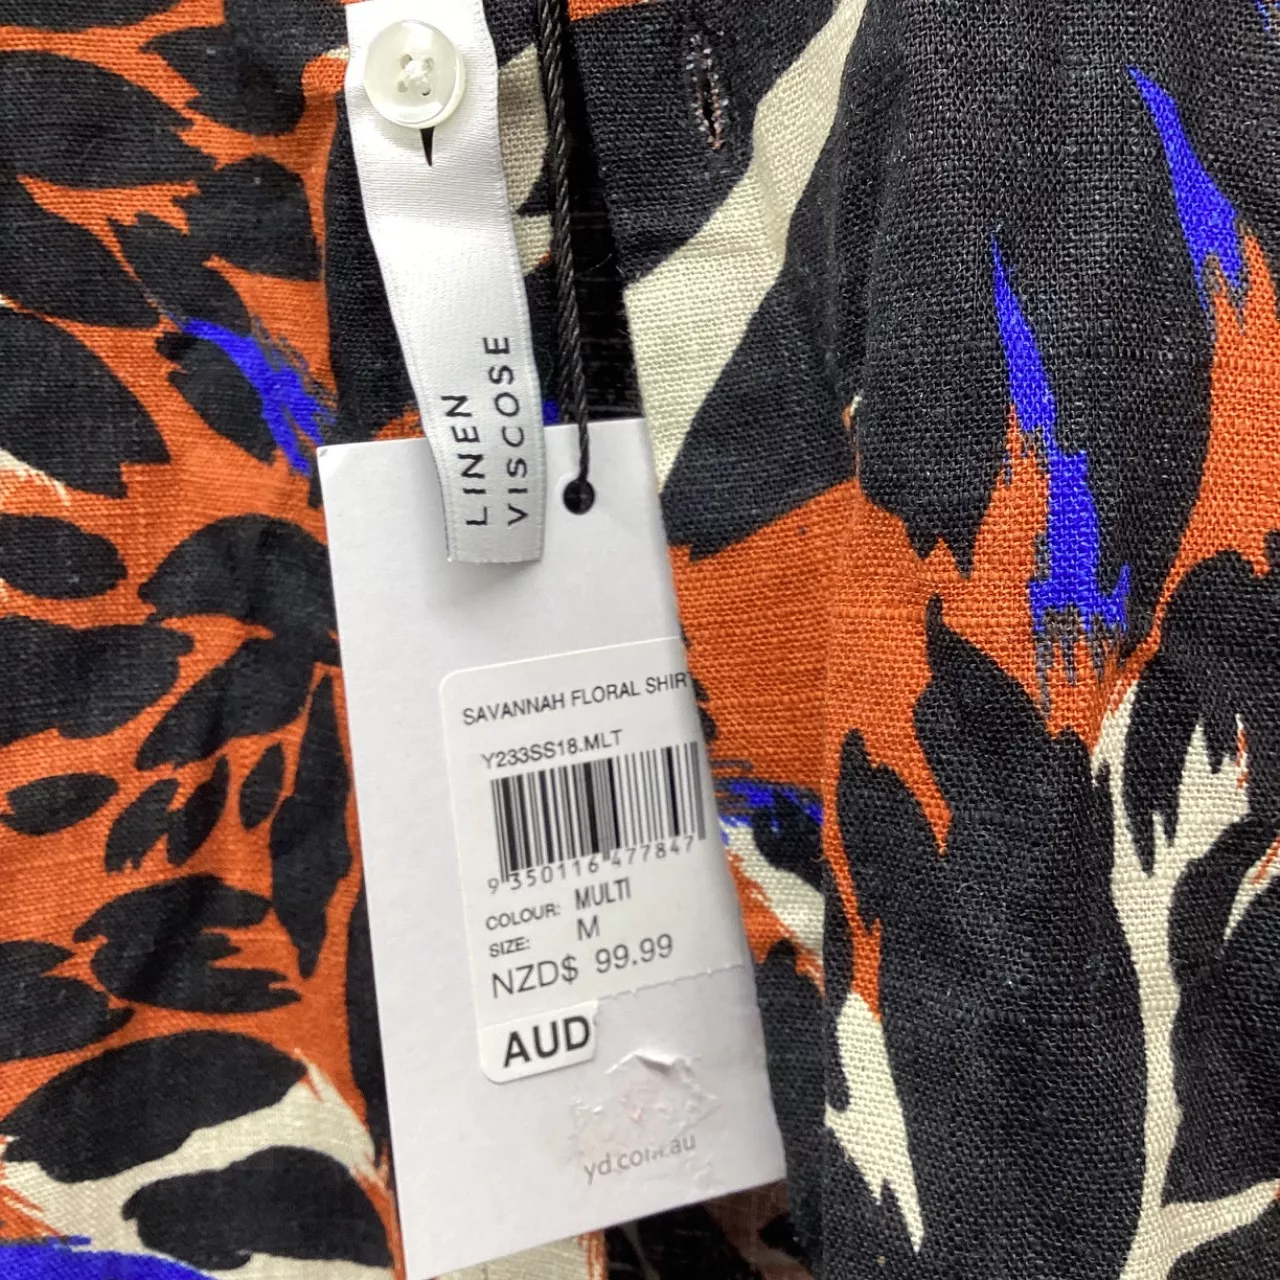 LINEN
VISCOSE
SAVANNAH FLORAL SHIR
Y233SS18.MLT
9 350116 477847
COLOUR: MULTI
SIZE: M
NZD$ 99.99
AUD
yd.com.au